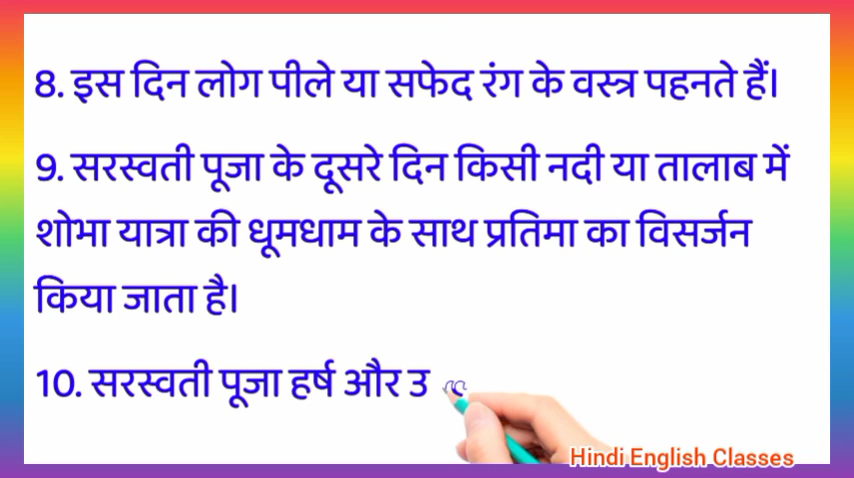 8. इस दिन लोग पीले या सफेद रंग के वस्त्र पहनते हैं।
9. सरस्वती पूजा के दूसरे दिन किसी नदी या तालाब में
शोभा यात्रा की धूमधाम के साथ प्रतिमा का विसर्जन
किया जाता है।
10. सरस्वती पूजा हर्ष और उ
Hindi English Classes